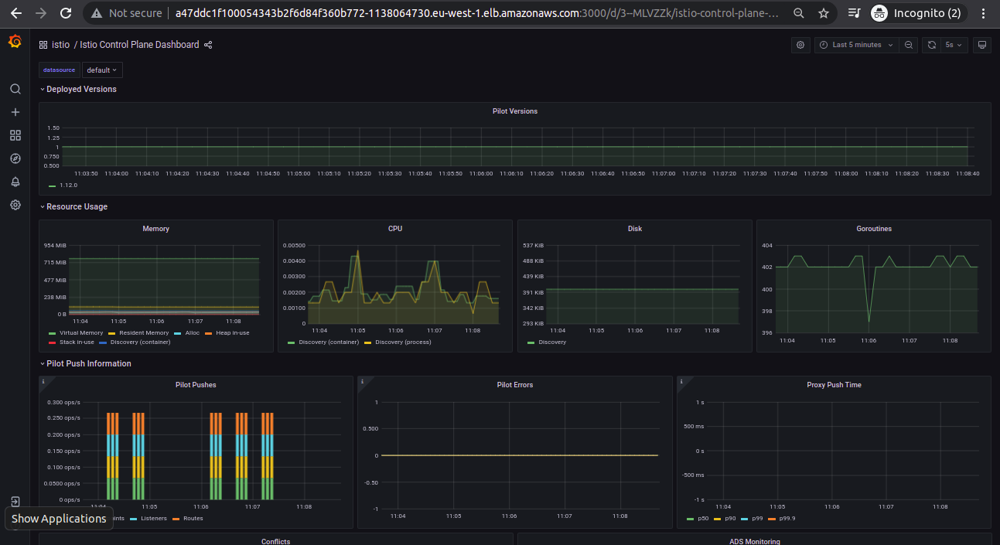 Not secure a47ddc1f100054343b2f6d84f360b772-1138064730.eu-west-1.elb.amazonaws.com:3000/d/3--MLVZZk/istio-control-plane-... Incognito (2)
istio / Istio Control Plane Dashboard Last 5 minutes 5s
datasource default
Deployed Versions
Pilot Versions
1.50
1.25
1
0.750
0.500
11:03:50 11:04:00 11:04:10 11:04:20 11:04:30 11:04:40 11:04:50 11:05:00 11:05:10 11:05:20 11:05:30 11:05:40 11:05:50 11:06:00 11:06:10 11:06:20 11:06:30 11:06:40 11:06:50 11:07:00 11:07:10 11:07:20 11:07:30 11:07:40 11:07:50 11:08:00 11:08:10 11:08:20 11:08:30 11:08:40
1.12.0
Resource Usage
Memory
954 MiB
715 MiB
477 MiB
238 MiB
0 B
11:04 11:05 11:06 11:07 11:08
Virtual Memory Resident Memory Alloc Heap in-use
Stack in-use Discovery (container)
CPU
0.00500
0.00400
0.00300
0.00200
0.00100
0
11:04 11:05 11:06 11:07 11:08
Discovery (container) Discovery (process)
Disk
537 KiB
488 KiB
439 KiB
391 KiB
342 KiB
293 KiB
11:04 11:05 11:06 11:07 11:08
Discovery
Goroutines
404
402
400
398
396
11:04 11:05 11:06 11:07 11:08
Pilot Push Information
i
Pilot Pushes
0.300 ops/s
0.250 ops/s
0.200 ops/s
0.150 ops/s
0.100 ops/s
0.0500 ops/s
0 ops/s
11:04 11:05 11:06 11:07 11:08
ints Listeners Routes
i
Pilot Errors
1
0.500
0
-0.50
-1
11:04 11:05 11:06 11:07 11:08
i
Proxy Push Time
1 s
500 ms
0 s
-500 ms
-1 s
11:04 11:05 11:06 11:07 11:08
p50 p90 p99 p99.9
Show Applications
Conflicts
ADS Monitoring